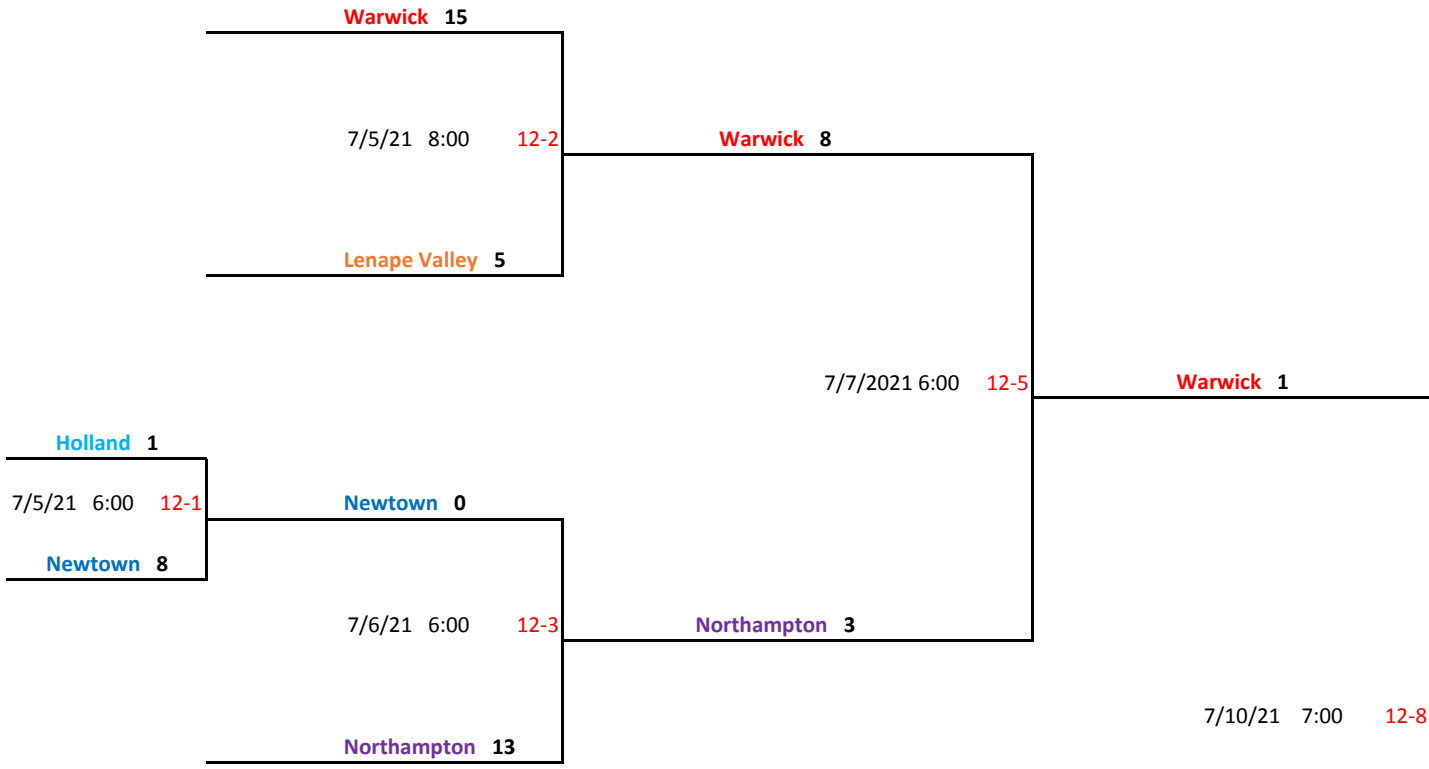 Warwick 15
7/5/21 8:00 12-2
Warwick 8
Lenape Valley 5
7/7/2021 6:00 12-5
Warwick 1
Holland 1
7/5/21 6:00 12-1
Newtown 0
Newtown 8
7/6/21 6:00 12-3
Northampton 3
7/10/21 7:00 12-8
Northampton 13